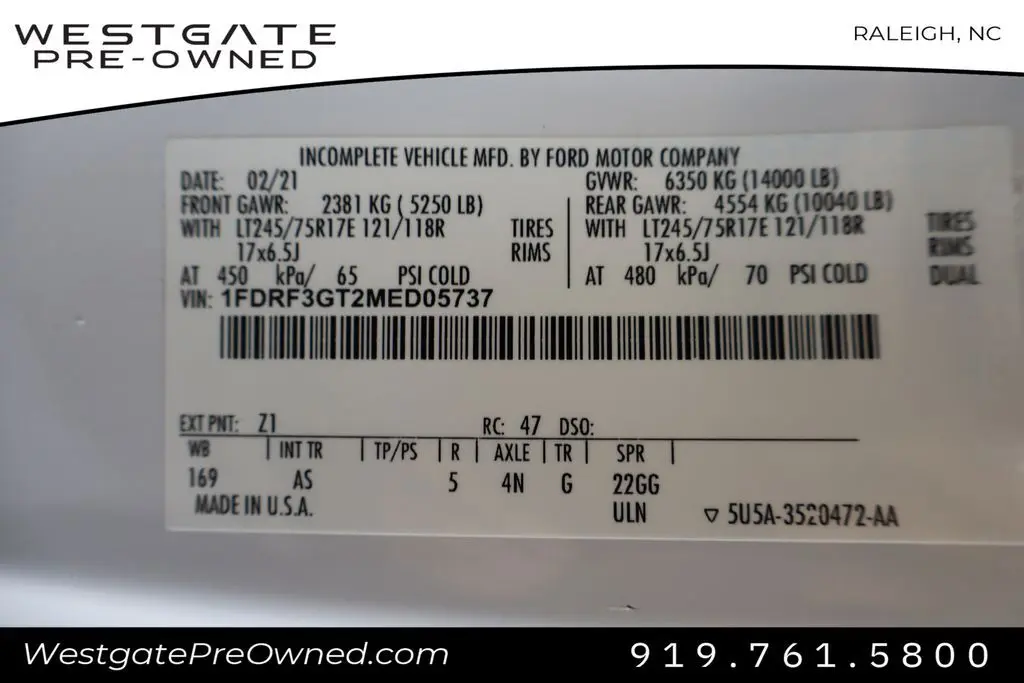 WESTGATE
PRE-OWNED
RALEIGH, NC
INCOMPLETE VEHICLE MFD. BY FORD MOTOR COMPANY
DATE: 02/21 GVWR: 6350 KG (14000 LB)
FRONT GAWR: 2381 KG ( 5250 LB) REAR GAWR: 4554 KG (10040 LB)
WITH LT245/75R17E 121/118R TIRES WITH LT245/75R17E 121/118R TIRES
17x6.5J RIMS 17x6.5J RIMS
AT 450 kPa/ 65 PSI COLD AT 480 kPa/ 70 PSI COLD DUAL
VIN: 1FDRF3GT2MED05737
EXT PNT: Z1 RC: 47 DSO:
WB INT TR TP/PS R AXLE TR SPR
169 AS 5 4N G 22GG
MADE IN U.S.A. ULN ▽ 5U5A-3520472-AA
WestgatePreOwned.com 919.761.5800